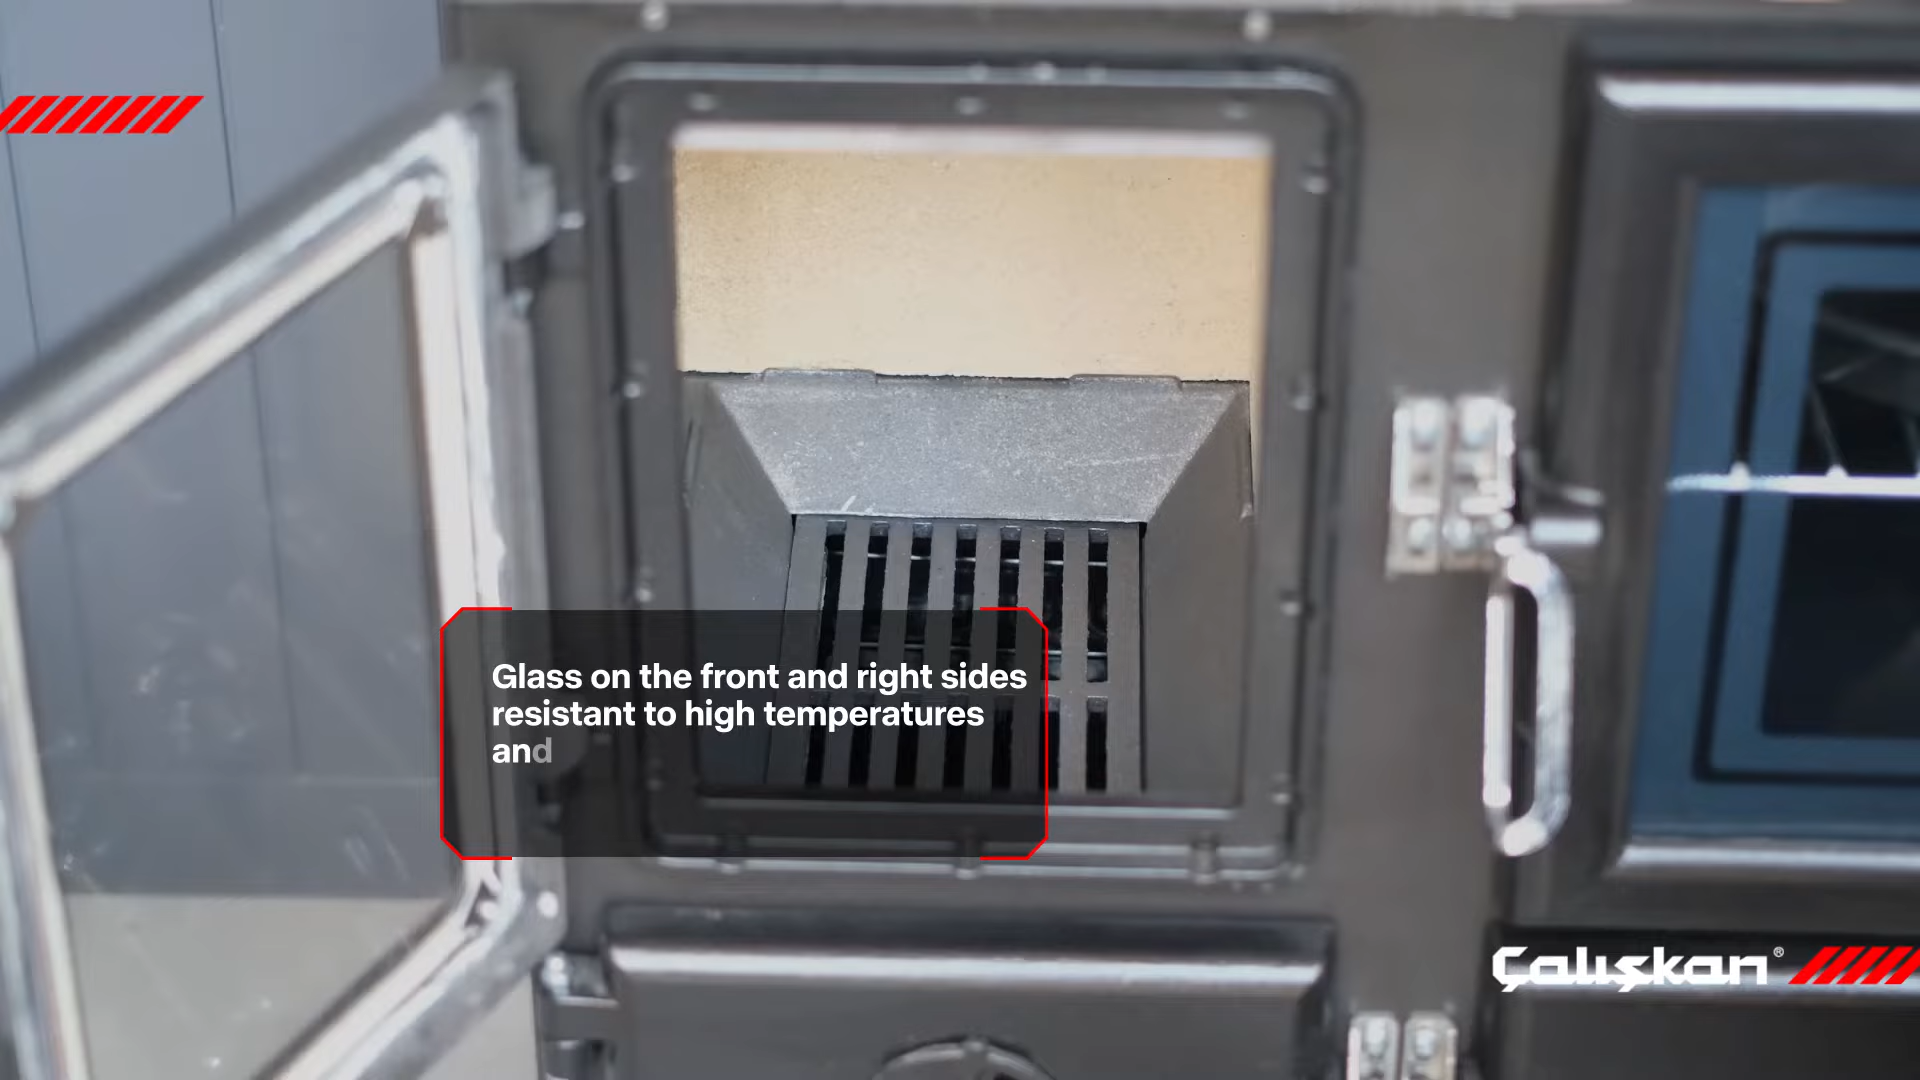 Glass on the front and right sides
resistant to high temperatures
and
Çalışkan®